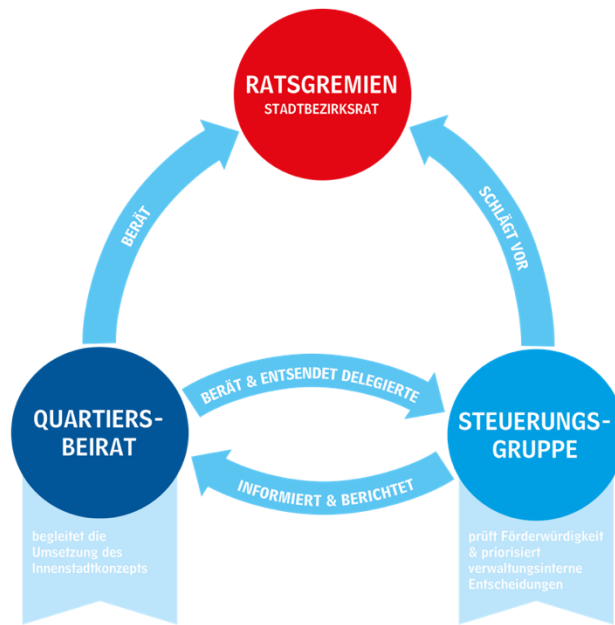 RATSGREMIEN
STADTBEZIRKSRAT
BERÄT
SCHLÄGT VOR
BERÄT & ENTSENDET DELEGIERTE
QUARTIERS-
BEIRAT
STEUERUNGS-
GRUPPE
INFORMIERT & BERICHTET
begleitet die
Umsetzung des
Innenstadtkonzepts
prüft Förderwürdigkeit
& priorisiert
verwaltungsinterne
Entscheidungen